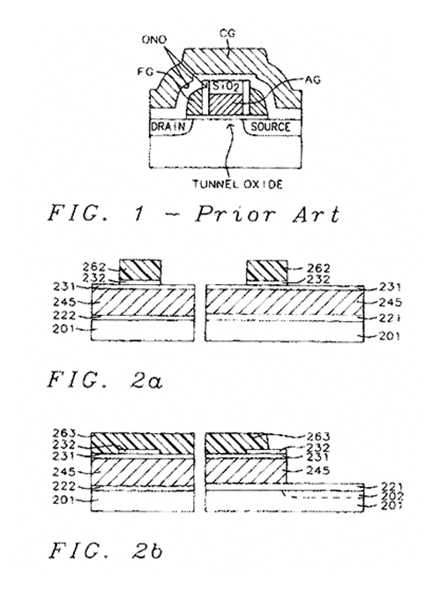 CG
ONO
FG
AG
SiO2
DRAIN
SOURCE
TUNNEL OXIDE
FIG. 1 – Prior Art
262
232
231
245
222
201
262
232
231
245
221
201
FIG. 2a
263
232
231
245
222
201
263
232
231
245
221
202
201
FIG. 2b